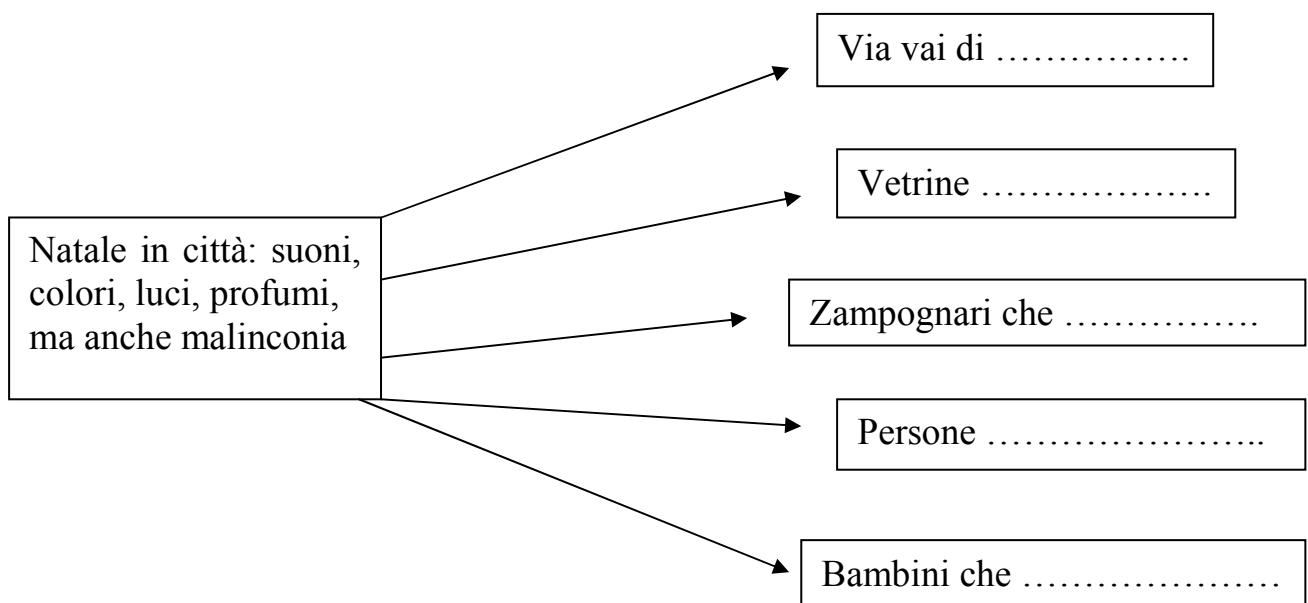 Natale in città: suoni,
colori, luci, profumi,
ma anche malinconia
Via vai di …………….
Vetrine ……………….
Zampognari che …………….
Persone …………………..
Bambini che …………………